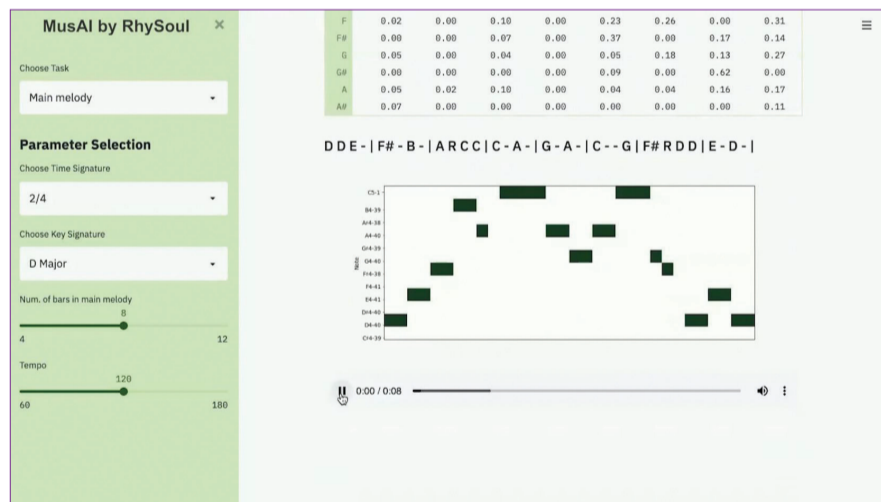 MusAI by RhySoul ×
Choose Task
Main melody
Parameter Selection
Choose Time Signature
2/4
Choose Key Signature
D Major
Num. of bars in main melody
8
4 12
Tempo
120
60 180
F 0.02 0.00 0.10 0.00 0.23 0.26 0.00 0.31
F# 0.00 0.00 0.07 0.00 0.37 0.00 0.17 0.14
G 0.05 0.00 0.04 0.00 0.05 0.18 0.13 0.27
G# 0.00 0.00 0.00 0.00 0.09 0.00 0.62 0.00
A 0.05 0.02 0.10 0.00 0.04 0.04 0.16 0.17
A# 0.07 0.00 0.00 0.00 0.00 0.00 0.00 0.11
D D E - | F# - B - | A R C C | C - A - | G - A - | C - - G | F# R D D | E - D - |
Note
C5-1
B4-39
A#4-38
A4-40
G#4-39
G4-40
F#4-38
F4-41
E4-41
D#4-40
D4-40
C#4-39
0:00 / 0:08